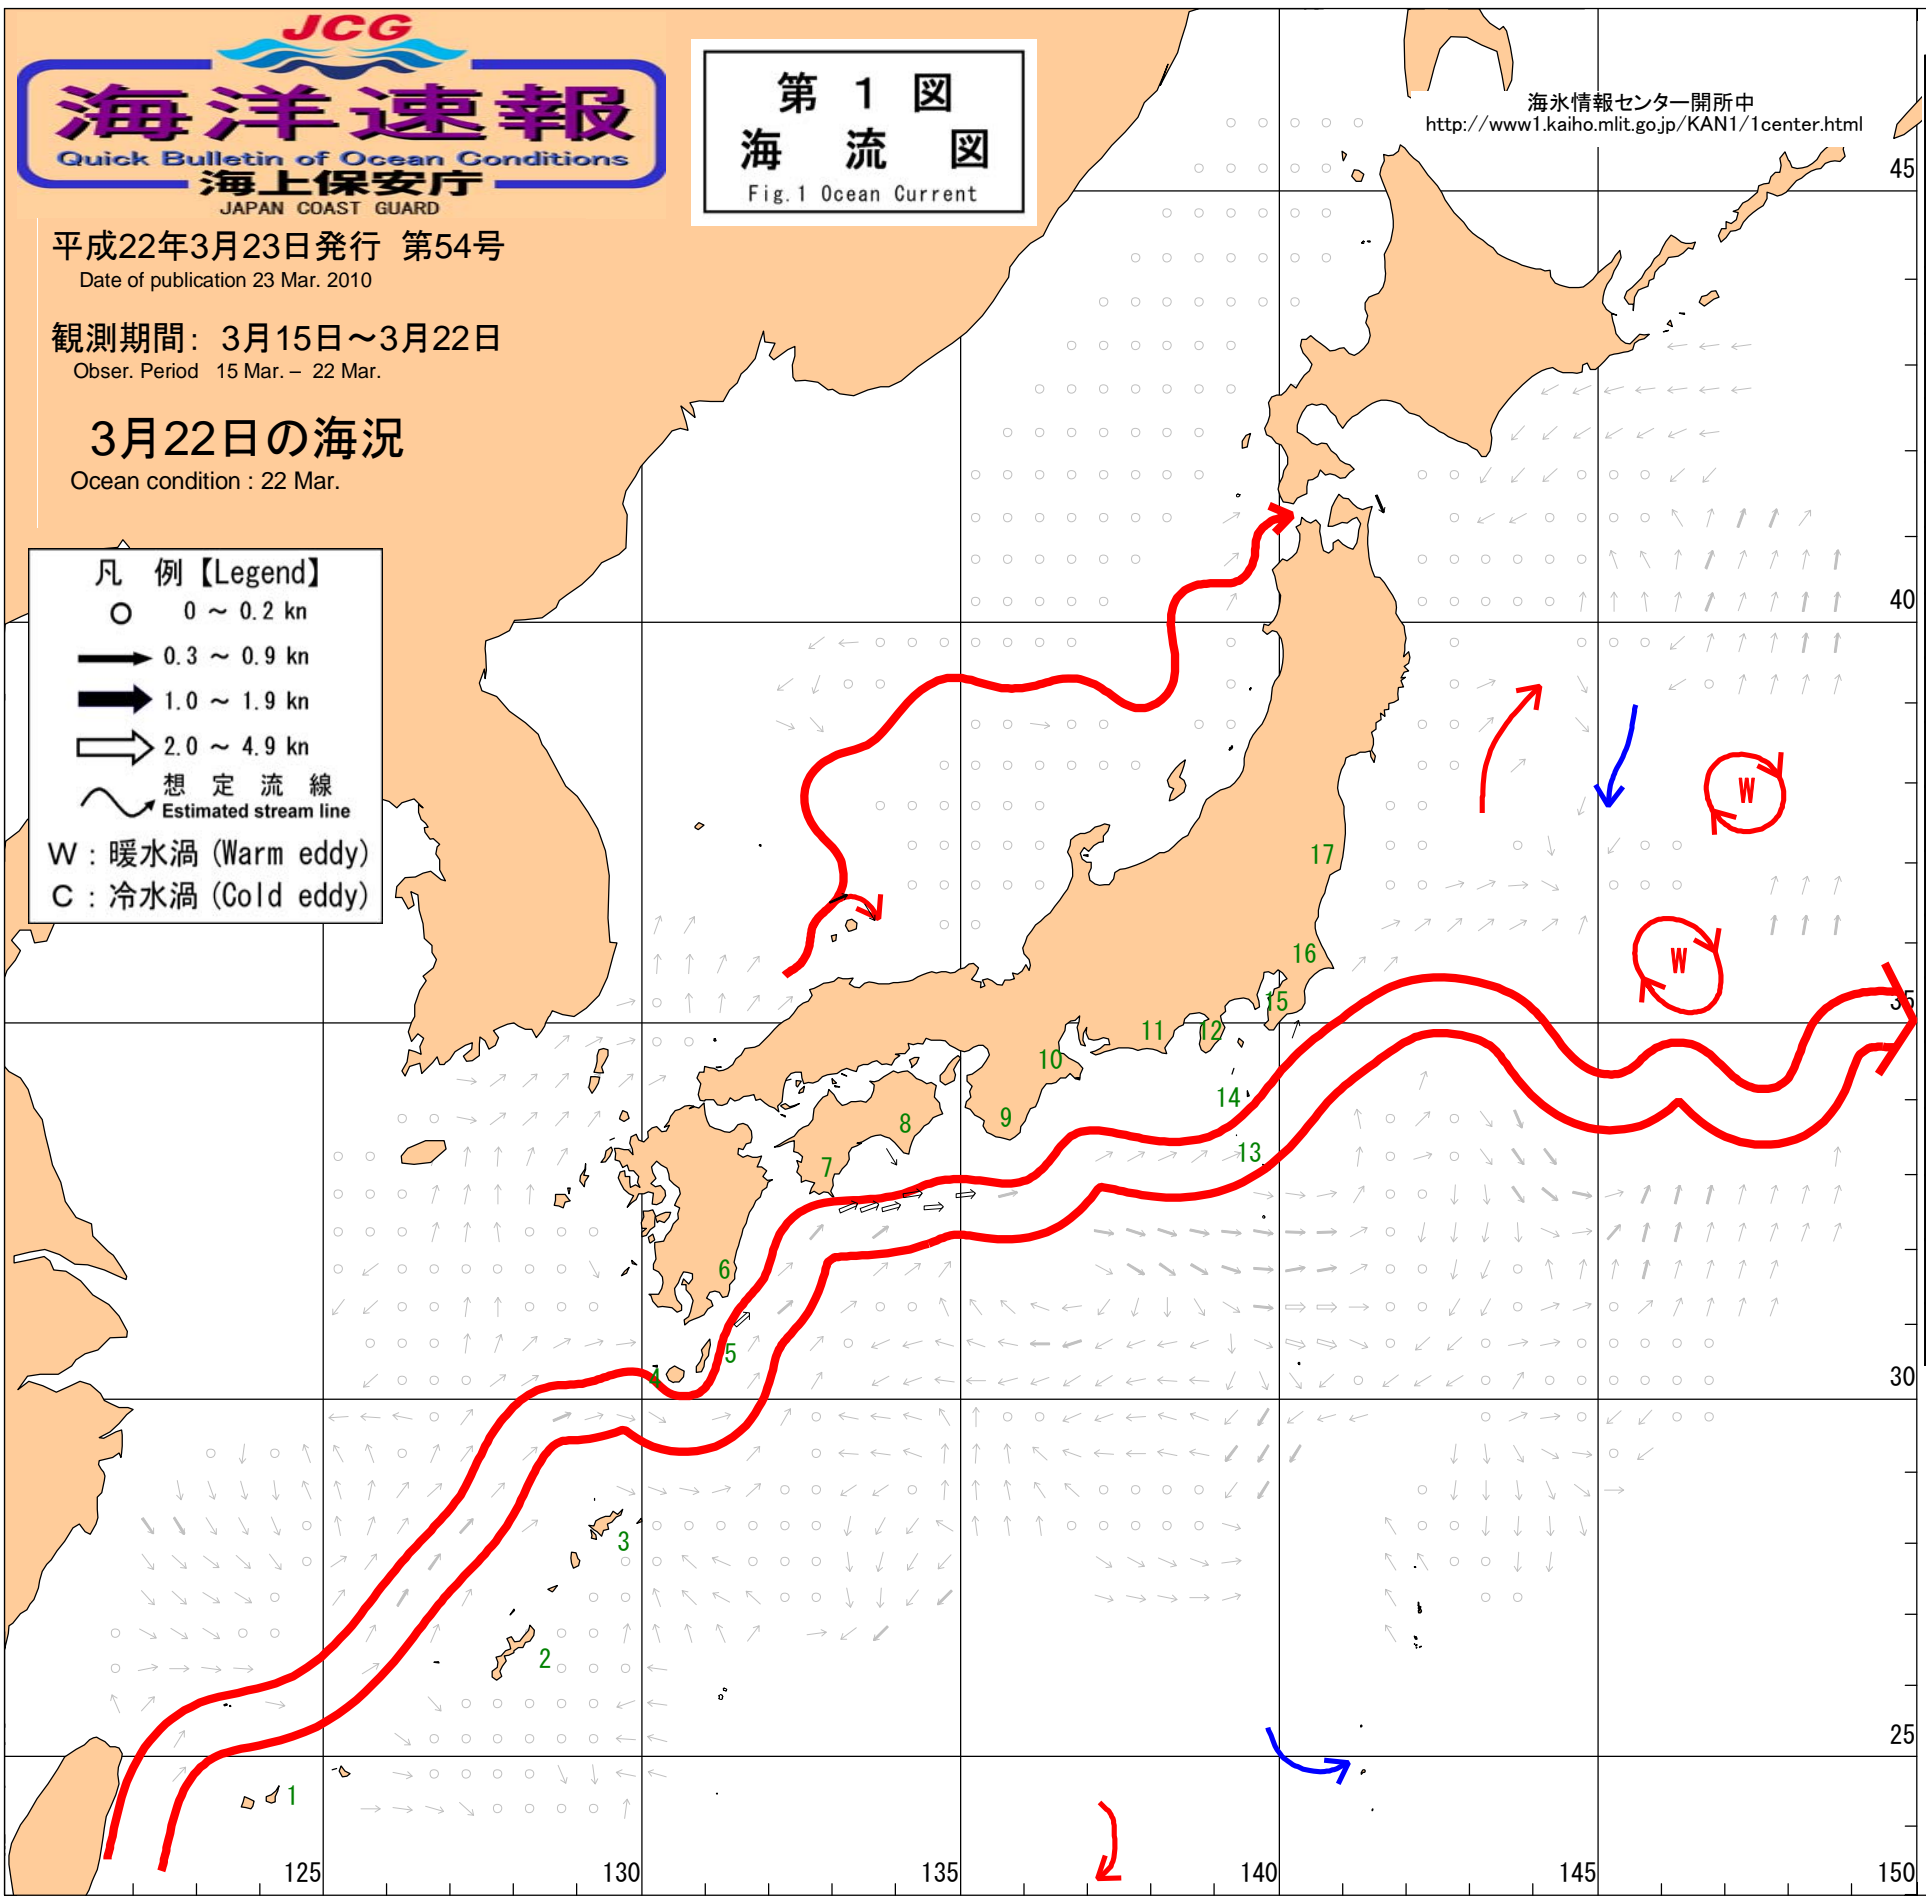 JCG
海洋速報
Quick Bulletin of Ocean Conditions
海上保安庁
JAPAN COAST GUARD
第 1 図
海 流 図
Fig.1 Ocean Current
海氷情報センター開所中
http://www1.kaiho.mlit.go.jp/KAN1/1center.html
平成22年3月23日発行 第54号
Date of publication 23 Mar. 2010
観測期間: 3月15日～3月22日
Obser. Period 15 Mar. – 22 Mar.
3月22日の海況
Ocean condition : 22 Mar.
凡 例【Legend】
0 ～ 0.2 kn
0.3 ～ 0.9 kn
1.0 ～ 1.9 kn
2.0 ～ 4.9 kn
想 定 流 線
Estimated stream line
W : 暖水渦 (Warm eddy)
C : 冷水渦 (Cold eddy)
45
40
W
17
W
16
35
15
12
11
10
14
9
8
13
7
6
5
4
30
3
2
25
1
125
130
135
140
145
150